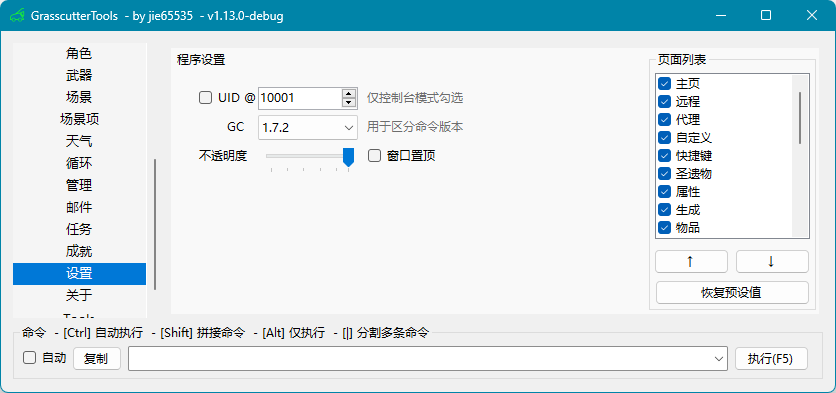 GrasscutterTools - by jie65535 - v1.13.0-debug
角色
武器
场景
场景项
天气
循环
管理
邮件
任务
成就
设置
关于
Tools
程序设置
UID @ 10001 仅控制台模式勾选
GC 1.7.2 用于区分命令版本
不透明度 窗口置顶
页面列表
主页
远程
代理
自定义
快捷键
圣遗物
属性
生成
物品
↑ ↓
恢复预设值
命令 - [Ctrl] 自动执行 - [Shift] 拼接命令 - [Alt] 仅执行 - [|] 分割多条命令
自动 复制 执行(F5)